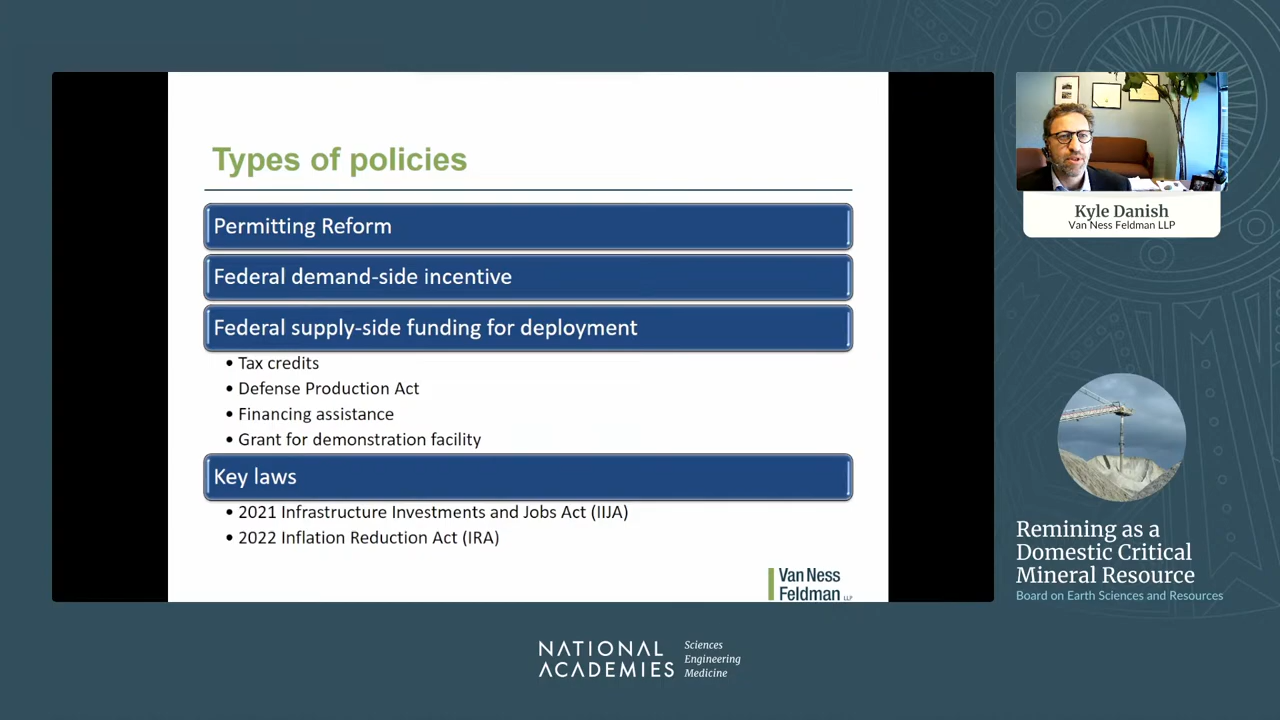 Types of policies
Permitting Reform
Federal demand-side incentive
Federal supply-side funding for deployment
• Tax credits
• Defense Production Act
• Financing assistance
• Grant for demonstration facility
Key laws
• 2021 Infrastructure Investments and Jobs Act (IIJA)
• 2022 Inflation Reduction Act (IRA)
Van Ness
Feldman LLP
Kyle Danish
Van Ness Feldman LLP
Remining as a
Domestic Critical
Mineral Resource
Board on Earth Sciences and Resources
NATIONAL
ACADEMIES
Sciences
Engineering
Medicine